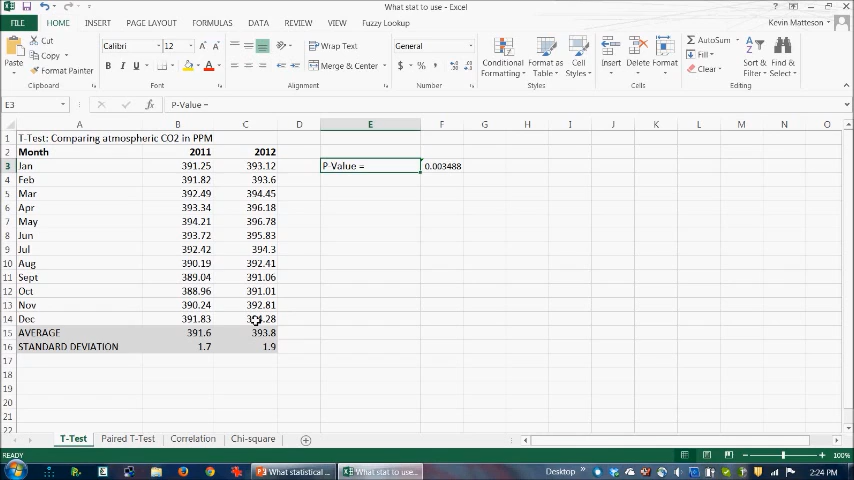 What stat to use - Excel
FILE HOME INSERT PAGE LAYOUT FORMULAS DATA REVIEW VIEW Fuzzy Lookup Kevin Matteson
Paste
Cut
Copy
Format Painter
Clipboard
Calibri 12
B I U
Font
Wrap Text
Merge & Center
Alignment
General
$ % ,
Number
Conditional Formatting
Format as Table
Cell Styles
Styles
Insert Delete Format
Cells
AutoSum
Fill
Clear
Sort & Filter
Find & Select
Editing
E3 fx P-Value =
A B C D E F G H I J K L M N O
1 T-Test: Comparing atmospheric CO2 in PPM
2 Month 2011 2012
3 Jan 391.25 393.12 P Value = 0.003488
4 Feb 391.82 393.6
5 Mar 392.49 394.45
6 Apr 393.34 396.18
7 May 394.21 396.78
8 Jun 393.72 395.83
9 Jul 392.42 394.3
10 Aug 390.19 392.41
11 Sept 389.04 391.06
12 Oct 388.96 391.01
13 Nov 390.24 392.81
14 Dec 391.83 .28
15 AVERAGE 391.6 393.8
16 STANDARD DEVIATION 1.7 1.9
17
18
19
20
21
22
T-Test Paired T-Test Correlation Chi-square
READY 100%
What statistical ... What stat to use... Desktop 2:24 PM